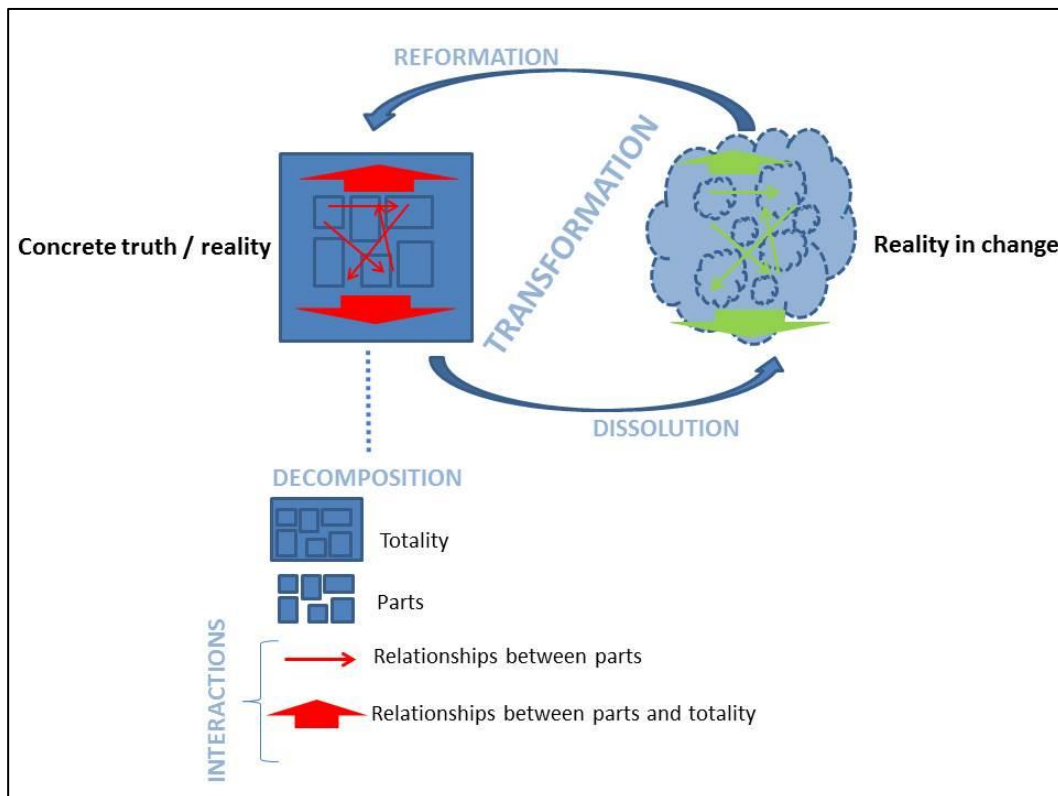 REFORMATION
TRANSFORMATION
Concrete truth / reality
Reality in change
DISSOLUTION
DECOMPOSITION
Totality
Parts
INTERACTIONS
Relationships between parts
Relationships between parts and totality